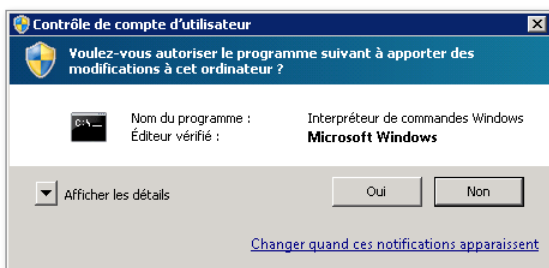 Contrôle de compte d'utilisateur
Voulez-vous autoriser le programme suivant à apporter des
modifications à cet ordinateur ?
C:\_
Nom du programme : Interpréteur de commandes Windows
Éditeur vérifié : Microsoft Windows
Afficher les détails
Oui
Non
Changer quand ces notifications apparaissent